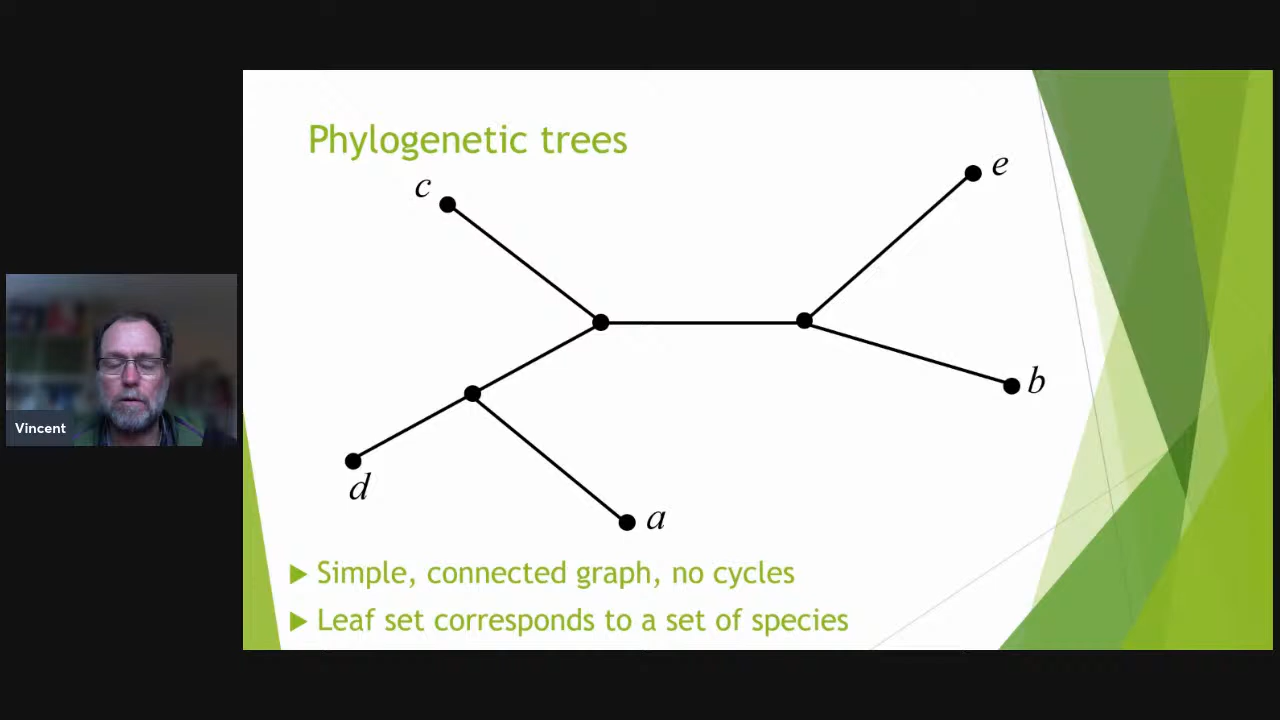 Phylogenetic trees
c
e
b
d
a
Simple, connected graph, no cycles
Leaf set corresponds to a set of species
Vincent